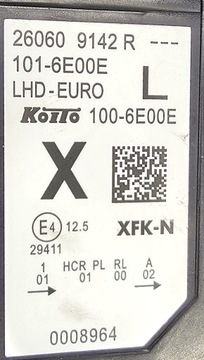 26060 9142 R ---
101-6E00E
LHD-EURO L
Koito 100-6E00E
X
E4 12.5 XFK-N
29411
1 HCR PL RL A
01 01 00 02
0008964